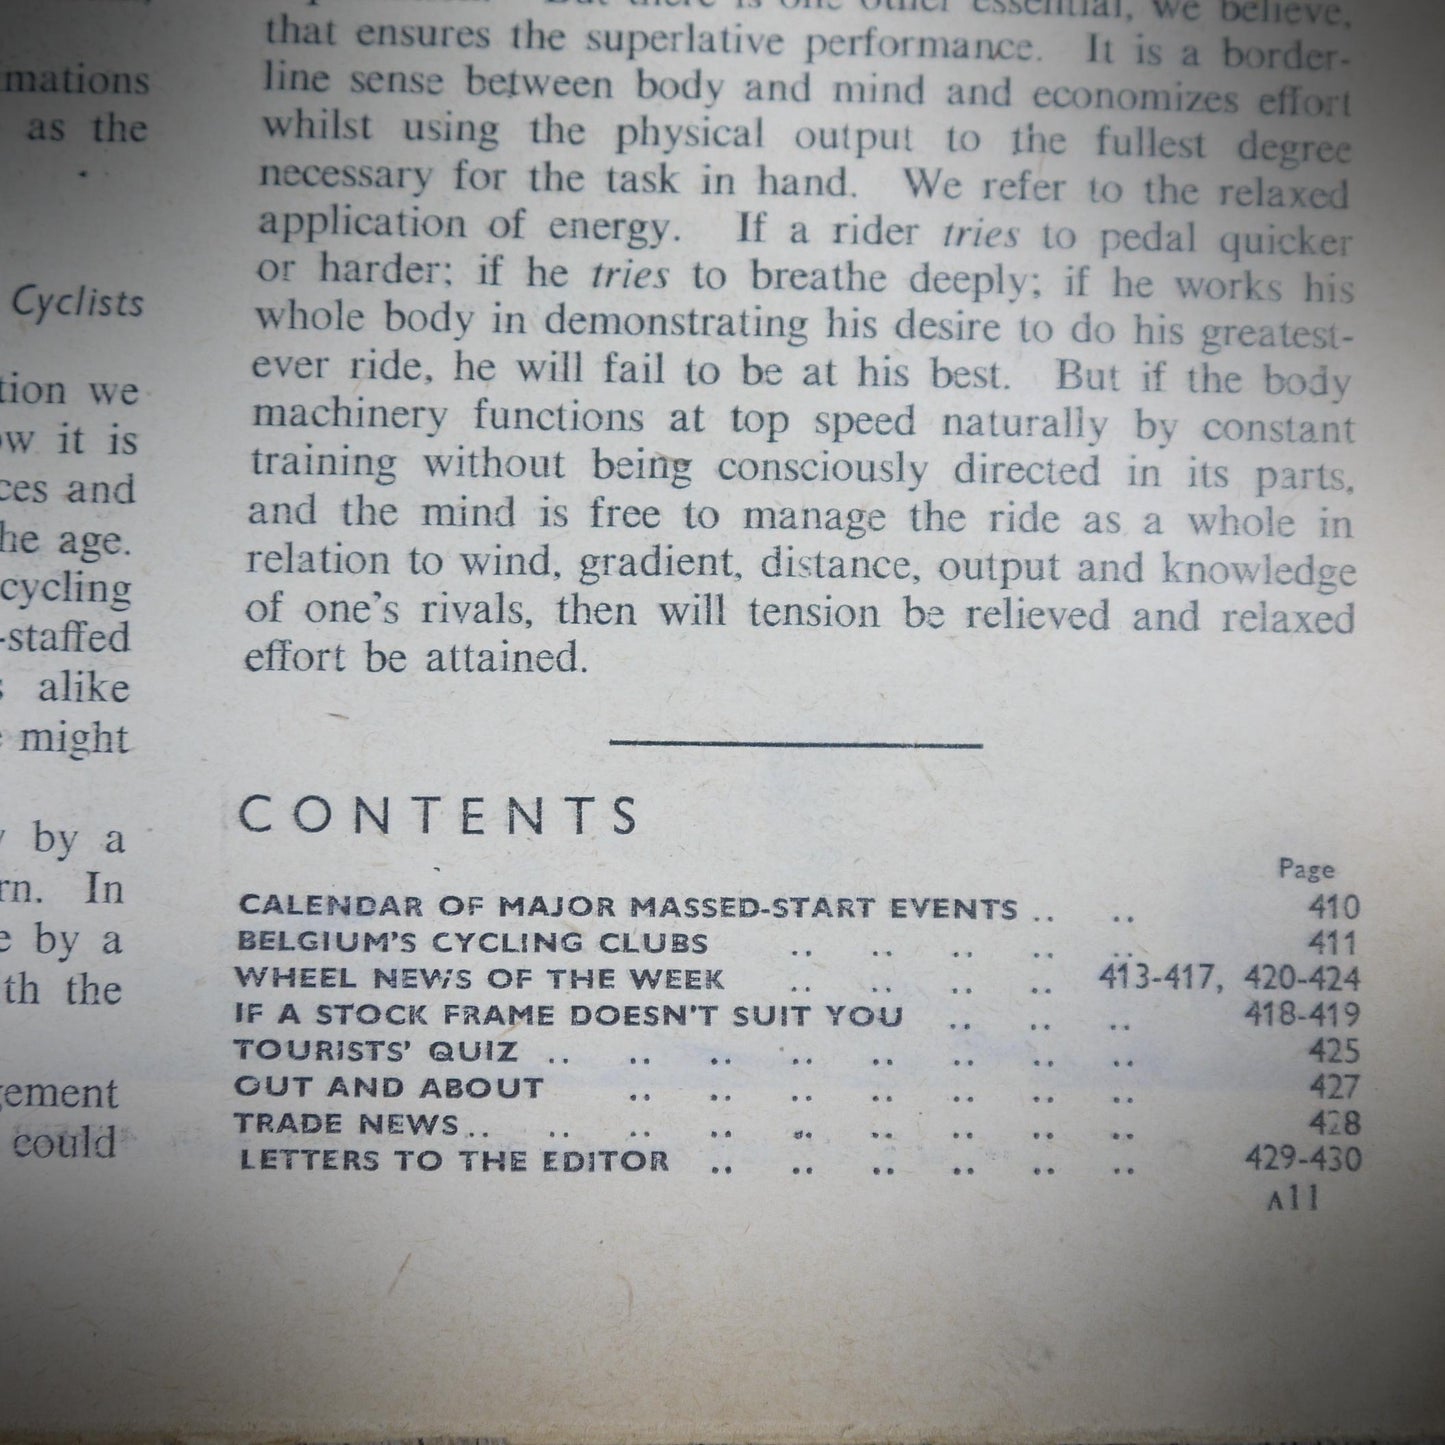 mations
as the
Cyclists
tion we
ow it is
ces and
he age.
cycling
-staffed
s alike
might
by a
rn. In
e by a
th the
gement
could
But there is one other essential, we believe,
that ensures the superlative performance. It is a border-
line sense between body and mind and economizes effort
whilst using the physical output to the fullest degree
necessary for the task in hand. We refer to the relaxed
application of energy. If a rider tries to pedal quicker
or harder; if he tries to breathe deeply; if he works his
whole body in demonstrating his desire to do his greatest-
ever ride, he will fail to be at his best. But if the body
machinery functions at top speed naturally by constant
training without being consciously directed in its parts,
and the mind is free to manage the ride as a whole in
relation to wind, gradient, distance, output and knowledge
of one's rivals, then will tension be relieved and relaxed
effort be attained.
CONTENTS
Page
CALENDAR OF MAJOR MASSED-START EVENTS .. .. 410
BELGIUM'S CYCLING CLUBS .. .. .. .. .. 411
WHEEL NEWS OF THE WEEK .. .. .. .. 413-417, 420-424
IF A STOCK FRAME DOESN'T SUIT YOU .. .. .. 418-419
TOURISTS' QUIZ .. .. .. .. .. .. .. .. 425
OUT AND ABOUT .. .. .. .. .. .. .. 427
TRADE NEWS .. .. .. .. .. .. .. .. .. 428
LETTERS TO THE EDITOR .. .. .. .. .. .. 429-430
A11